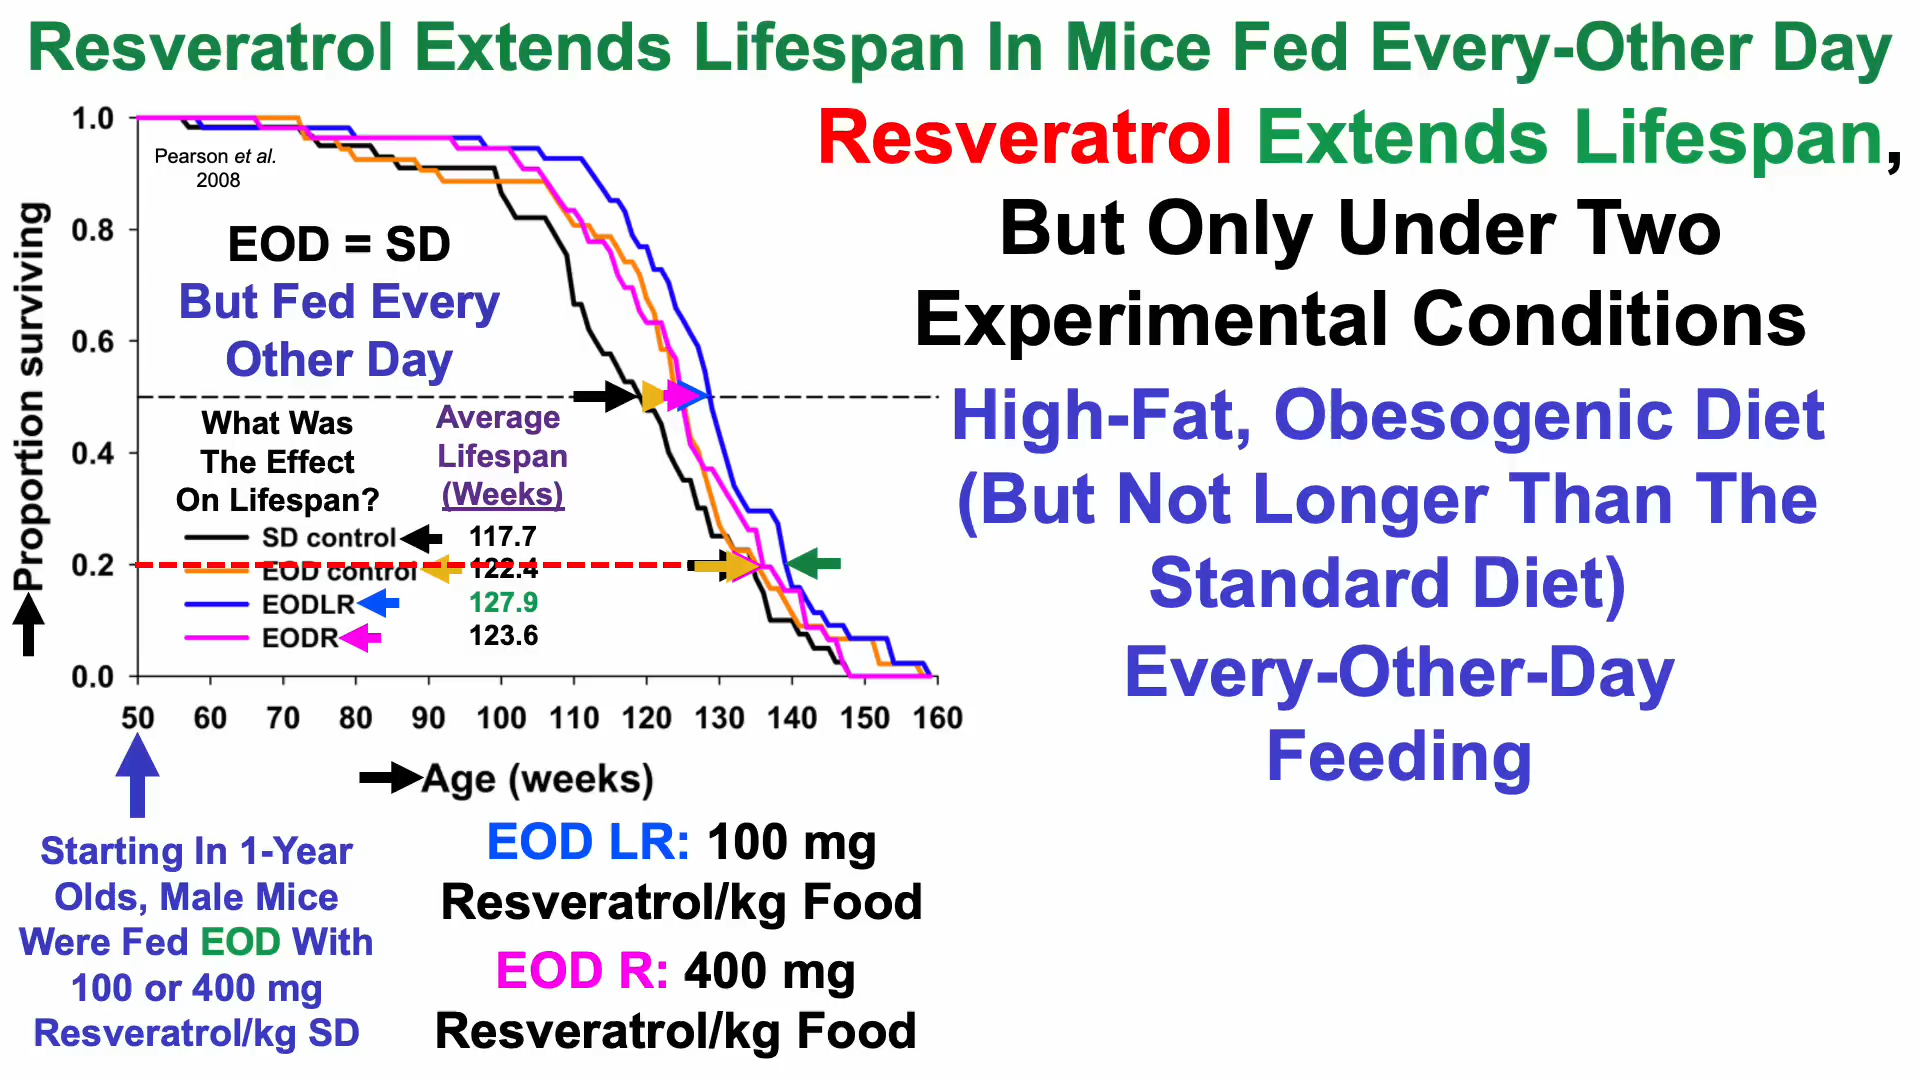 Resveratrol Extends Lifespan In Mice Fed Every-Other Day
Resveratrol Extends Lifespan,
But Only Under Two
Experimental Conditions
High-Fat, Obesogenic Diet
(But Not Longer Than The
Standard Diet)
Every-Other-Day
Feeding
Proportion surviving
1.0
0.8
0.6
0.4
0.2
0.0
Pearson et al.
2008
EOD = SD
But Fed Every
Other Day
What Was
The Effect
On Lifespan?
Average
Lifespan
(Weeks)
SD control 117.7
EOD control 122.4
EODLR 127.9
EODR 123.6
50 60 70 80 90 100 110 120 130 140 150 160
Age (weeks)
Starting In 1-Year
Olds, Male Mice
Were Fed EOD With
100 or 400 mg
Resveratrol/kg SD
EOD LR: 100 mg
Resveratrol/kg Food
EOD R: 400 mg
Resveratrol/kg Food